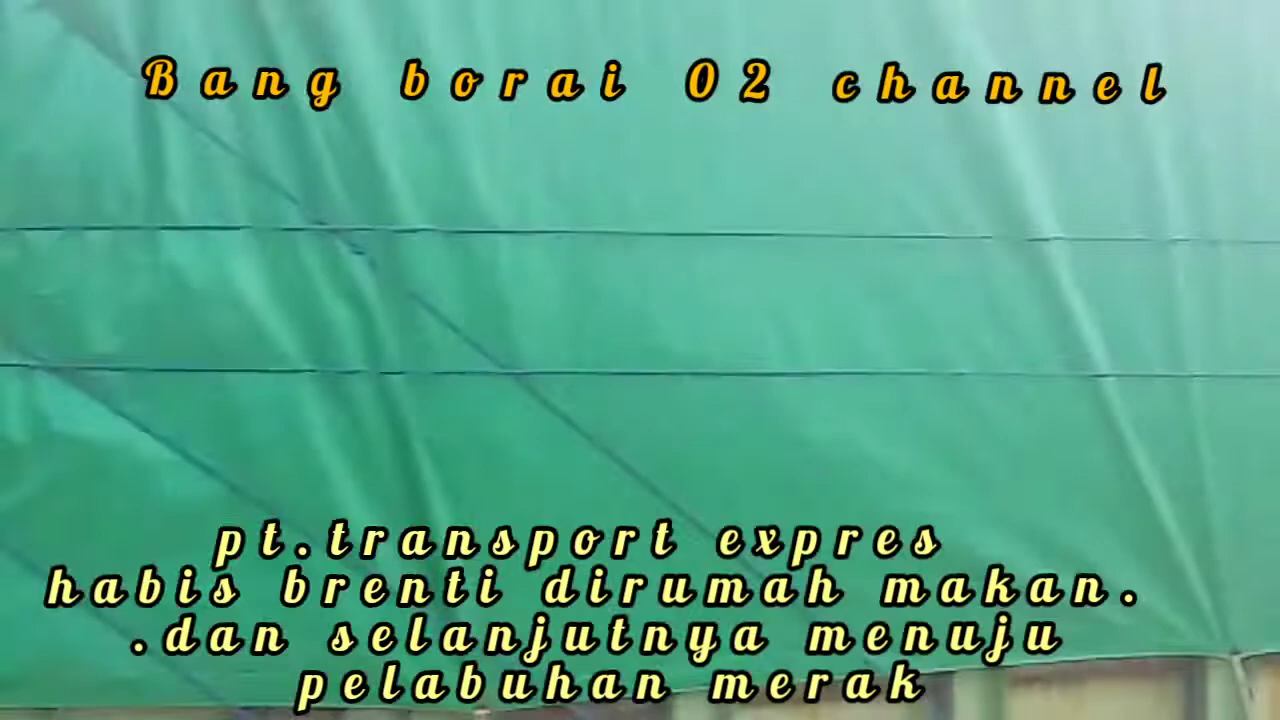 Bang borai 02 channel
pt.transport expres
habis brenti dirumah makan.
.dan selanjutnya menuju
pelabuhan merak